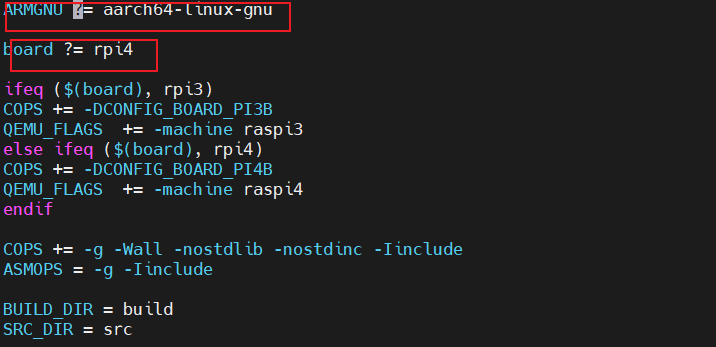 ARMGNU ?= aarch64-linux-gnu
board ?= rpi4
ifeq ($(board), rpi3)
COPS += -DCONFIG_BOARD_PI3B
QEMU_FLAGS  += -machine raspi3
else ifeq ($(board), rpi4)
COPS += -DCONFIG_BOARD_PI4B
QEMU_FLAGS  += -machine raspi4
endif
COPS += -g -Wall -nostdlib -nostdinc -Iinclude
ASMOPS = -g -Iinclude
BUILD_DIR = build
SRC_DIR = src